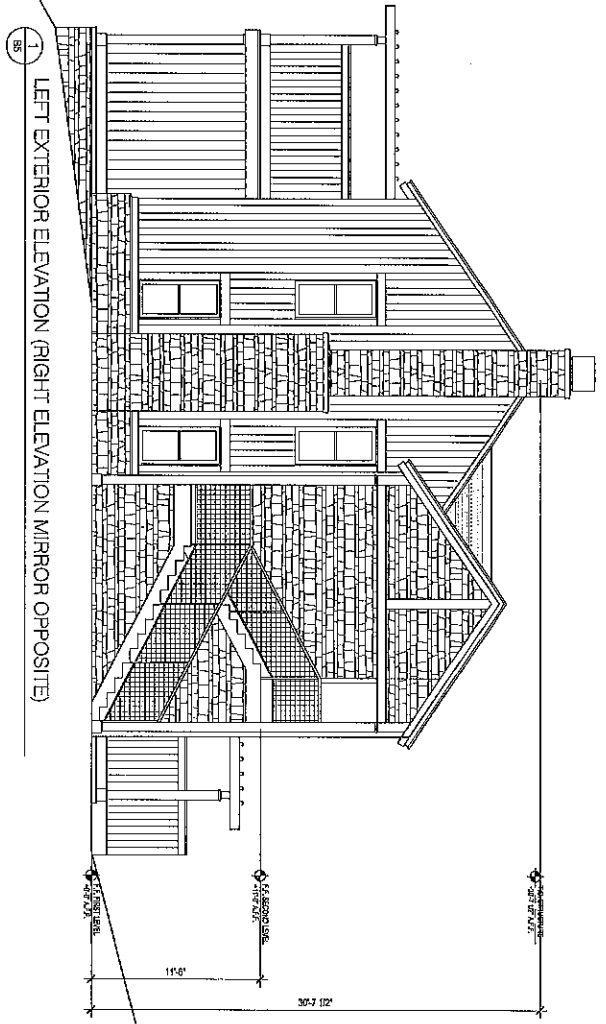 1
B5
LEFT EXTERIOR ELEVATION (RIGHT ELEVATION MIRROR OPPOSITE)
F.F. FIRST LEVEL
F.F. SECOND LEVEL
11'-6"
30'-7 1/2"